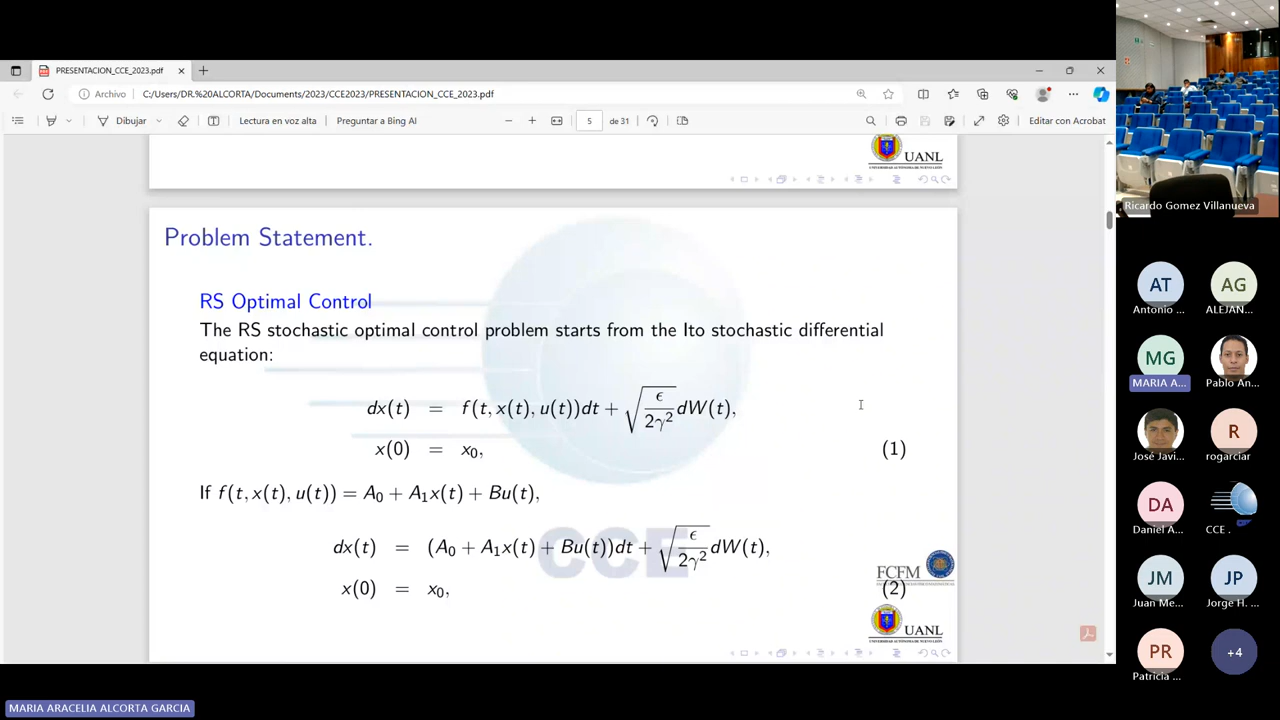 PRESENTACION_CCE_2023.pdf
Archivo C:/Users/DR.%20ALCORTA/Documents/2023/CCE2023/PRESENTACION_CCE_2023.pdf
Dibujar Lectura en voz alta Preguntar a Bing AI 5 de 31 Editar con Acrobat
UANL
Problem Statement.
RS Optimal Control
The RS stochastic optimal control problem starts from the Ito stochastic differential
equation:
dx(t) = f(t, x(t), u(t))dt + √(ϵ/2γ²) dW(t),
x(0) = x₀, (1)
If f(t, x(t), u(t)) = A₀ + A₁x(t) + Bu(t),
dx(t) = (A₀ + A₁x(t) + Bu(t))dt + √(ϵ/2γ²) dW(t),
x(0) = x₀, (2)
CCE
FCFM
UANL
Ricardo Gomez Villanueva
AT
Antonio ...
AG
ALEJAN...
MG
MARIA A...
Pablo An...
José Javi...
R
rogarciar
DA
Daniel A...
CCE .
JM
Juan Me...
JP
Jorge H. ...
PR
Patricia ...
+4
MARIA ARACELIA ALCORTA GARCIA